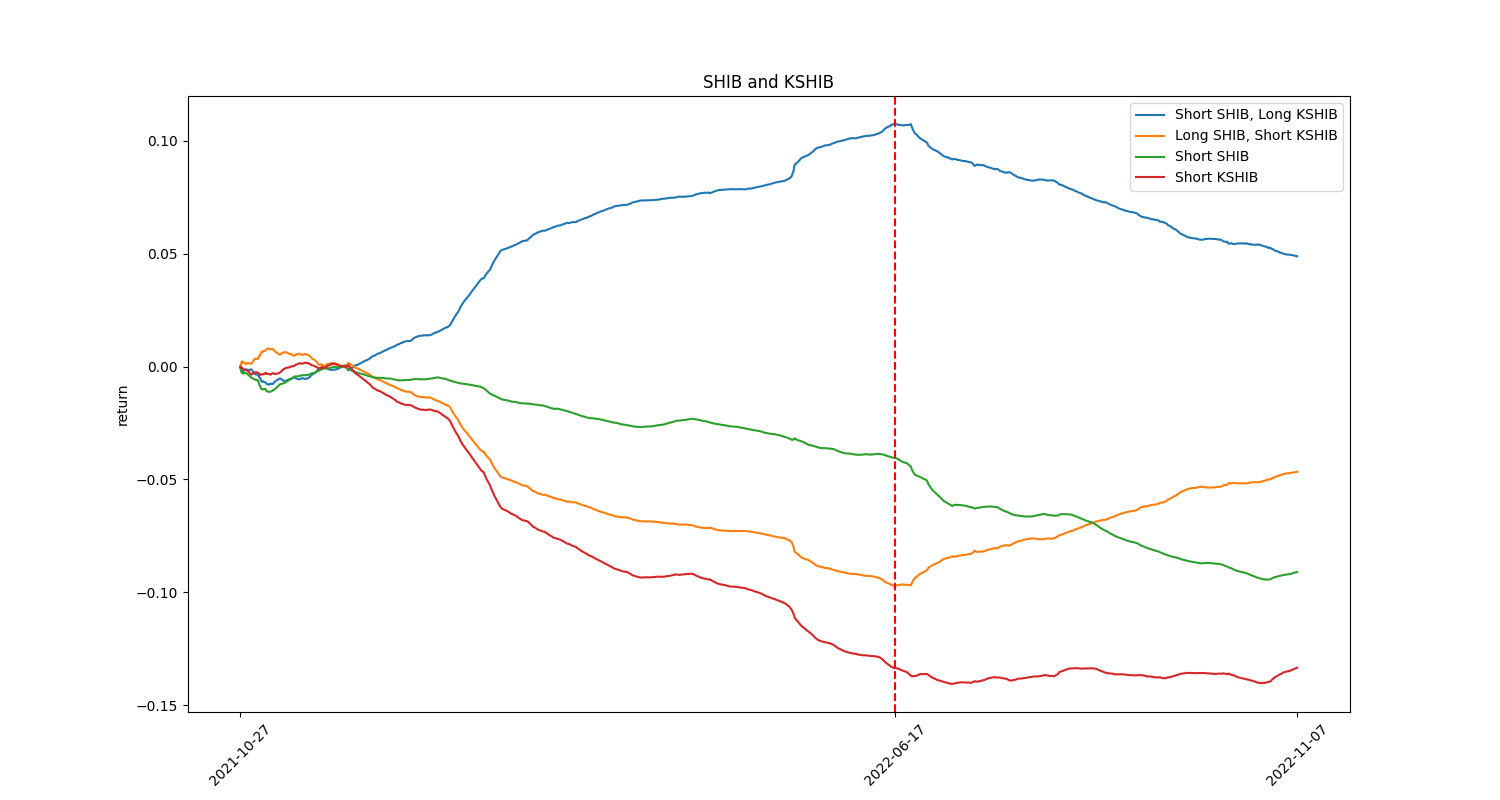 SHIB and KSHIB
Short SHIB, Long KSHIB
Long SHIB, Short KSHIB
Short SHIB
Short KSHIB
0.10
0.05
0.00
−0.05
−0.10
−0.15
return
2021-10-27
2022-06-17
2022-11-07